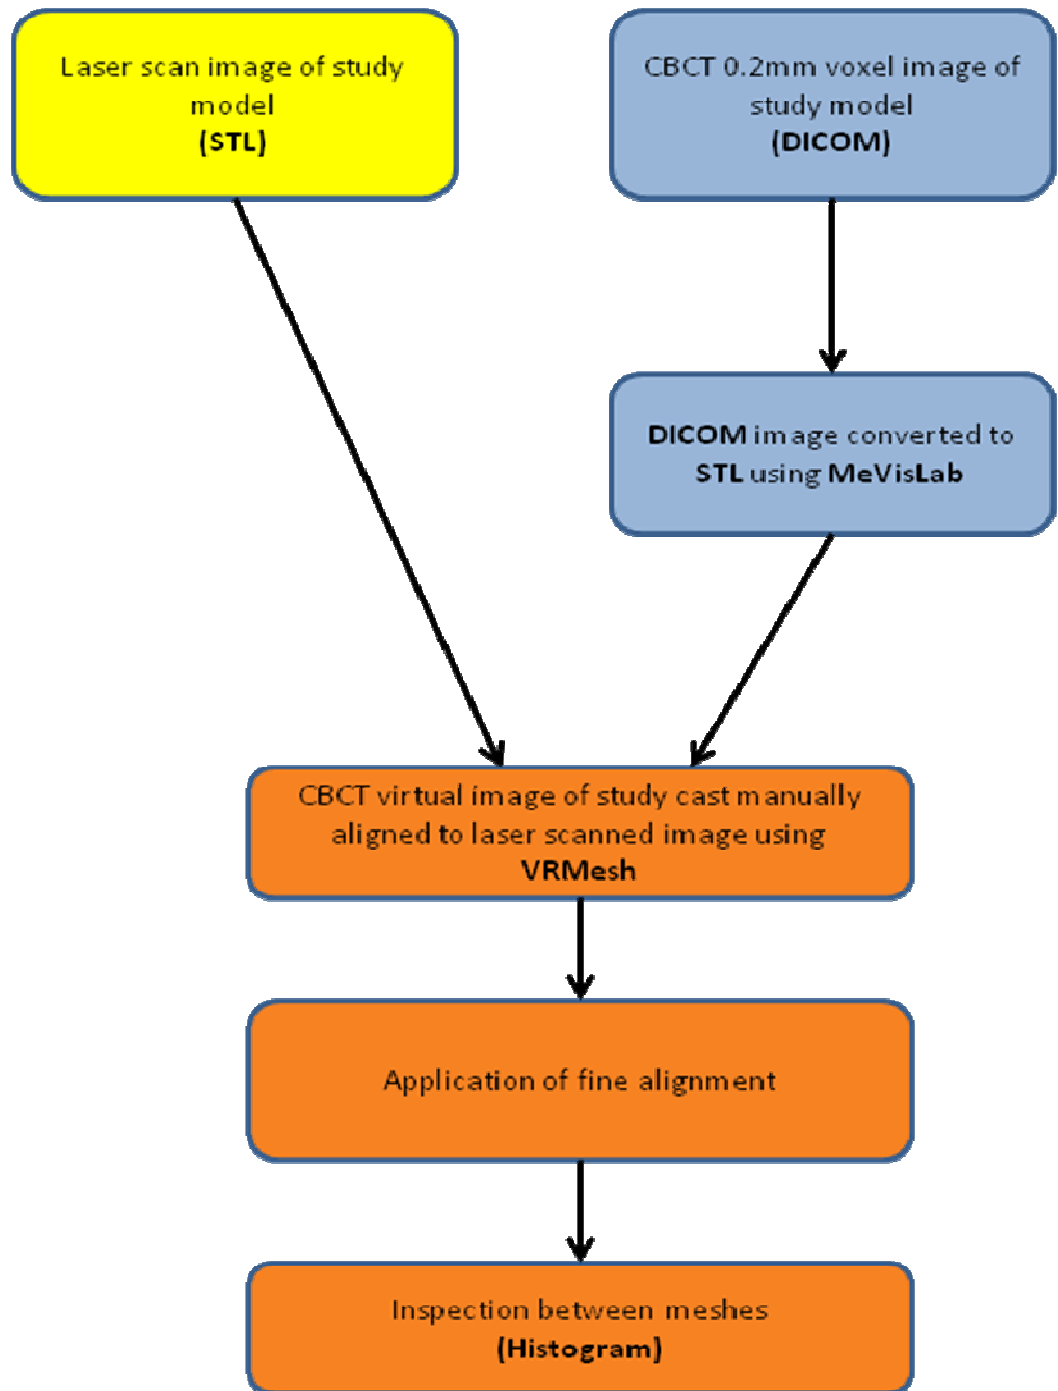 Laser scan image of study
model
(STL)
CBCT 0.2mm voxel image of
study model
(DICOM)
DICOM image converted to
STL using MeVisLab
CBCT virtual image of study cast manually
aligned to laser scanned image using
VRMesh
Application of fine alignment
Inspection between meshes
(Histogram)